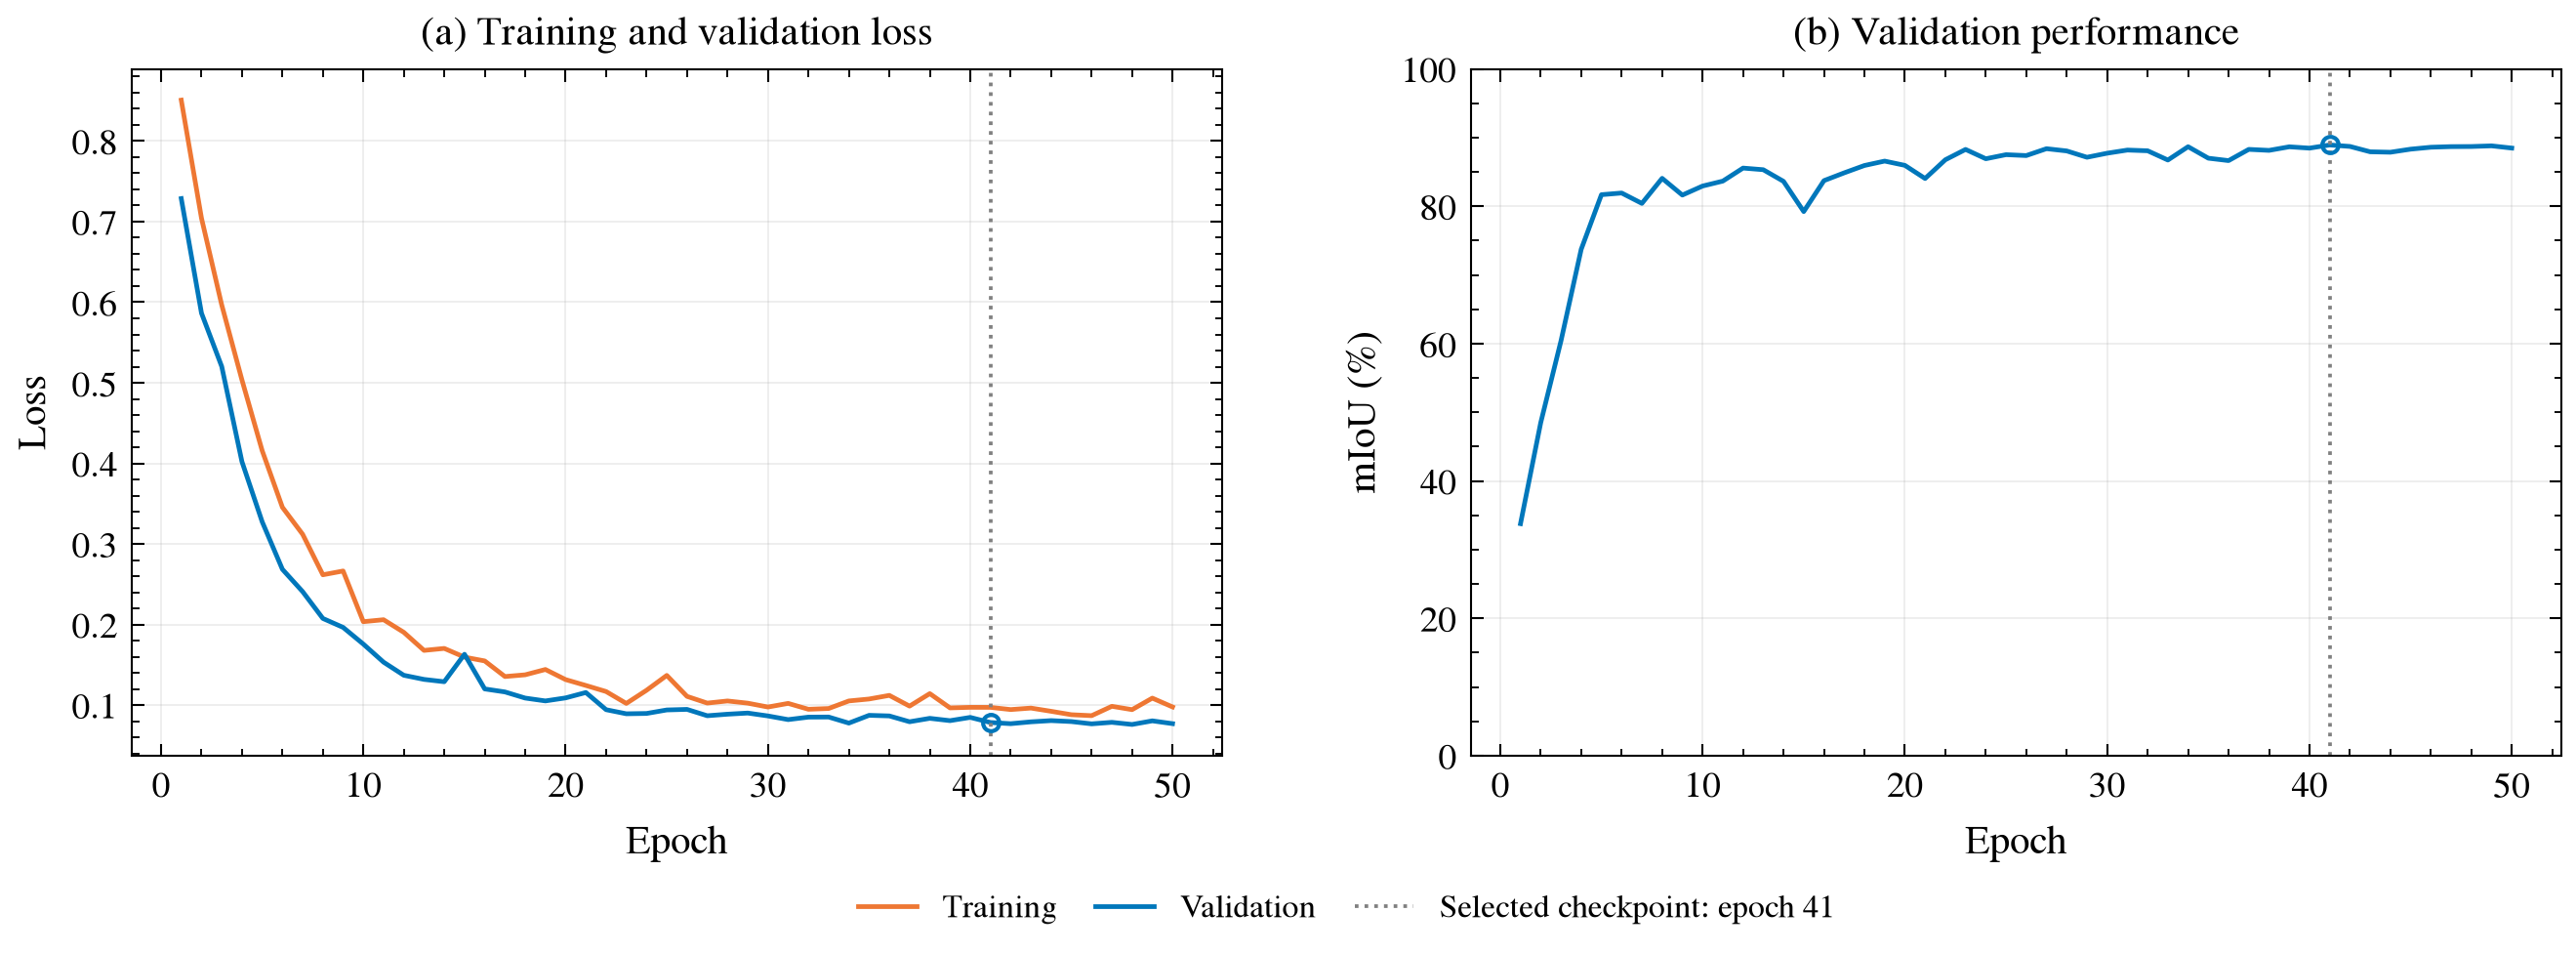 (a) Training and validation loss
Loss
0.8
0.7
0.6
0.5
0.4
0.3
0.2
0.1
0 10 20 30 40 50
Epoch
(b) Validation performance
mIoU (%)
100
80
60
40
20
0
0 10 20 30 40 50
Epoch
Training Validation Selected checkpoint: epoch 41